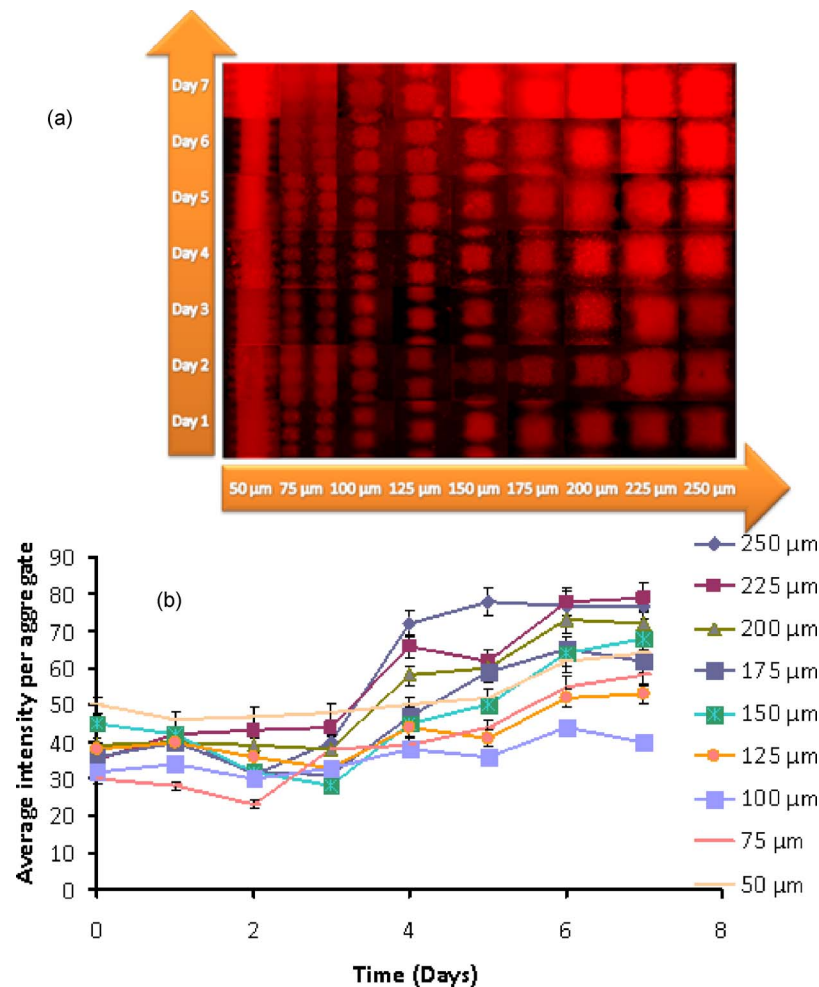 (a)
Day 7
Day 6
Day 5
Day 4
Day 3
Day 2
Day 1
50 µm 75 µm 100 µm 125 µm 150 µm 175 µm 200 µm 225 µm 250 µm
(b)
Average intensity per aggregate
90
80
70
60
50
40
30
20
10
0
0 2 4 6 8
Time (Days)
250 µm
225 µm
200 µm
175 µm
150 µm
125 µm
100 µm
75 µm
50 µm